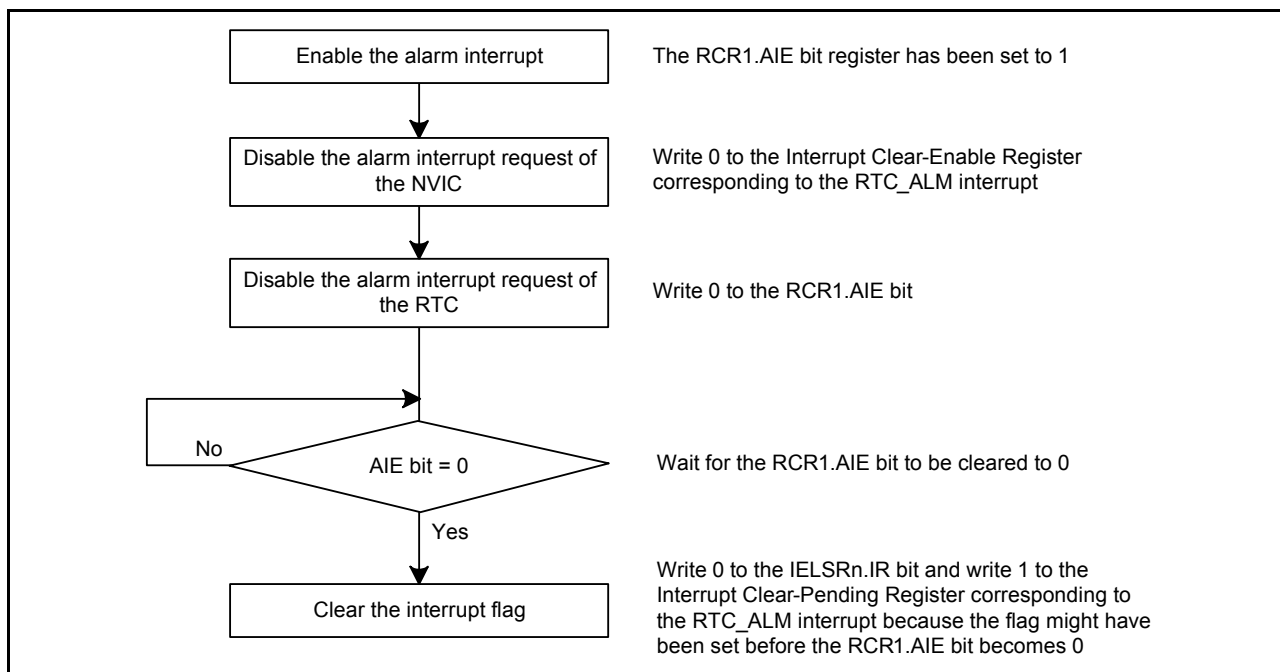 Enable the alarm interrupt
The RCR1.AIE bit register has been set to 1
Disable the alarm interrupt request of
the NVIC
Write 0 to the Interrupt Clear-Enable Register
corresponding to the RTC_ALM interrupt
Disable the alarm interrupt request of
the RTC
Write 0 to the RCR1.AIE bit
No
AIE bit = 0
Wait for the RCR1.AIE bit to be cleared to 0
Yes
Clear the interrupt flag
Write 0 to the IELSRn.IR bit and write 1 to the
Interrupt Clear-Pending Register corresponding to
the RTC_ALM interrupt because the flag might have
been set before the RCR1.AIE bit becomes 0